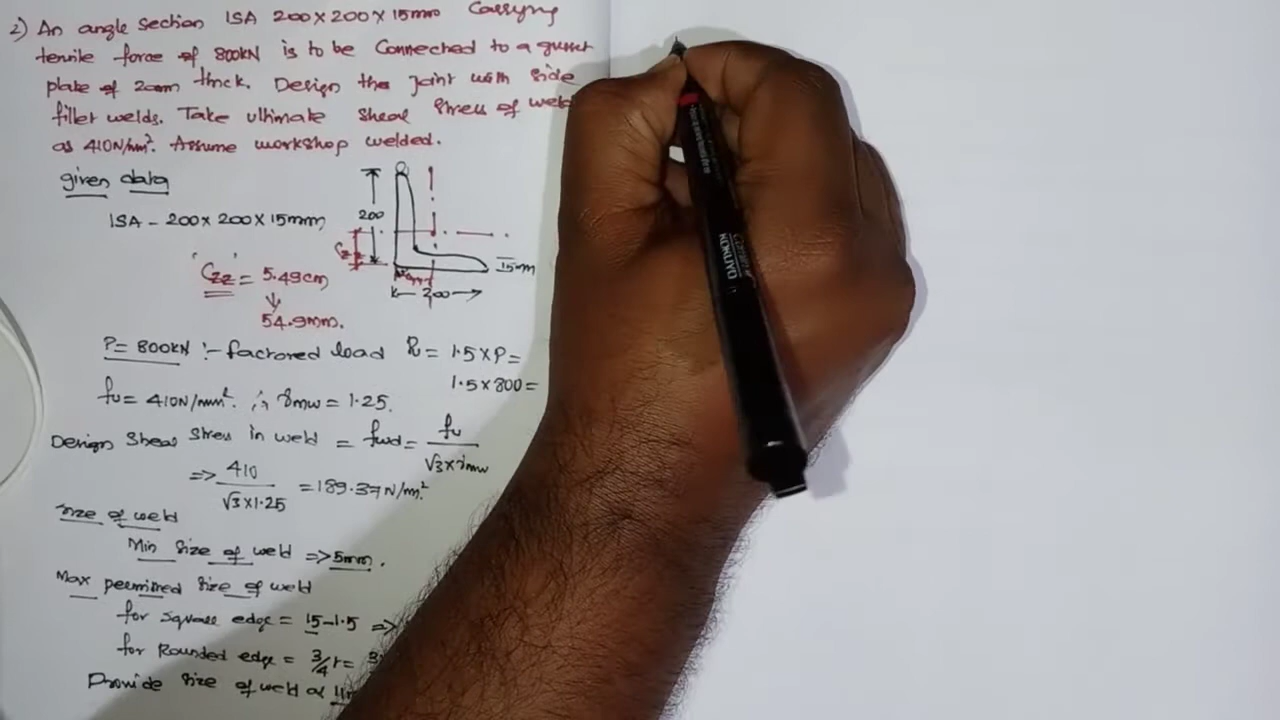 2) An angle section ISA 200×200×15mm Carrying
tensile force of 800kN is to be Connected to a gusset
plate of 20mm thick. Design the joint with side
fillet welds. Take ultimate shear stress of weld
as 410N/mm². Assume workshop welded.
given data
ISA - 200×200×15mm
200
15mm
200
'Czz' = 5.49cm
↓
54.9mm.
P= 800kN :- factored load Pu = 1.5×P=
1.5×800=
fu= 410N/mm². ∴ γmw = 1.25.
Design shear stress in weld = fwd= fu/√3×γmw
=> 410/√3×1.25 =189.37N/mm².
Size of weld
Min size of weld => 5mm.
Max permitted size of weld
for square edge = 15-1.5 =>
for Rounded edge = 3/4 t=
Provide size of weld
KOKUYO